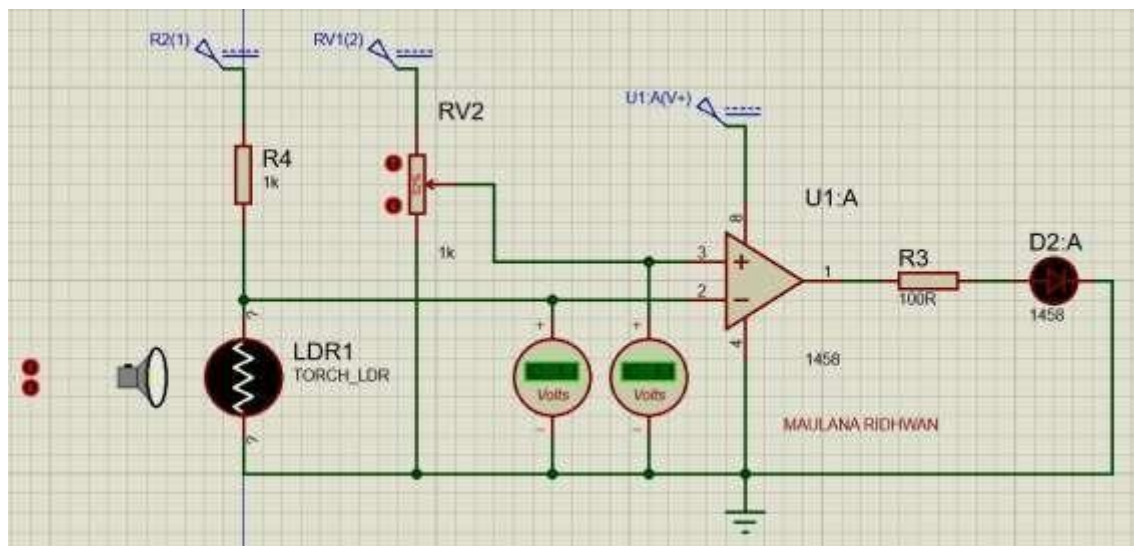 R2(1)
RV1(2)
U1:A(V+)
RV2
R4
1k
1k
U1:A
8
3
+
2
−
1
4
1458
R3
100R
D2:A
1458
?
LDR1
TORCH_LDR
?
+
Volts
−
+
Volts
−
MAULANA RIDHWAN